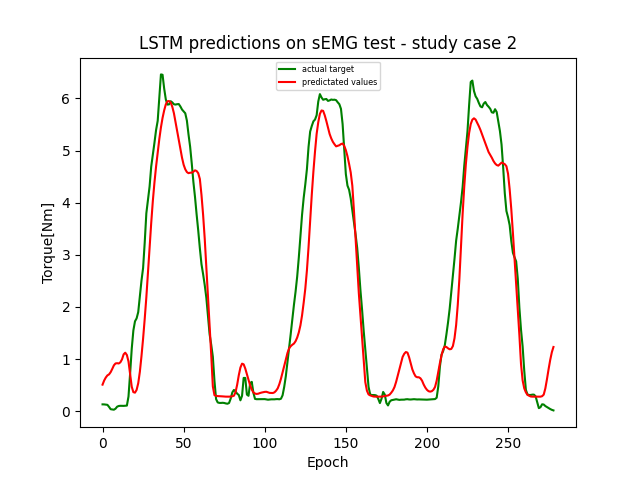 LSTM predictions on sEMG test - study case 2
actual target
predictated values
Torque[Nm]
6
5
4
3
2
1
0
0 50 100 150 200 250
Epoch